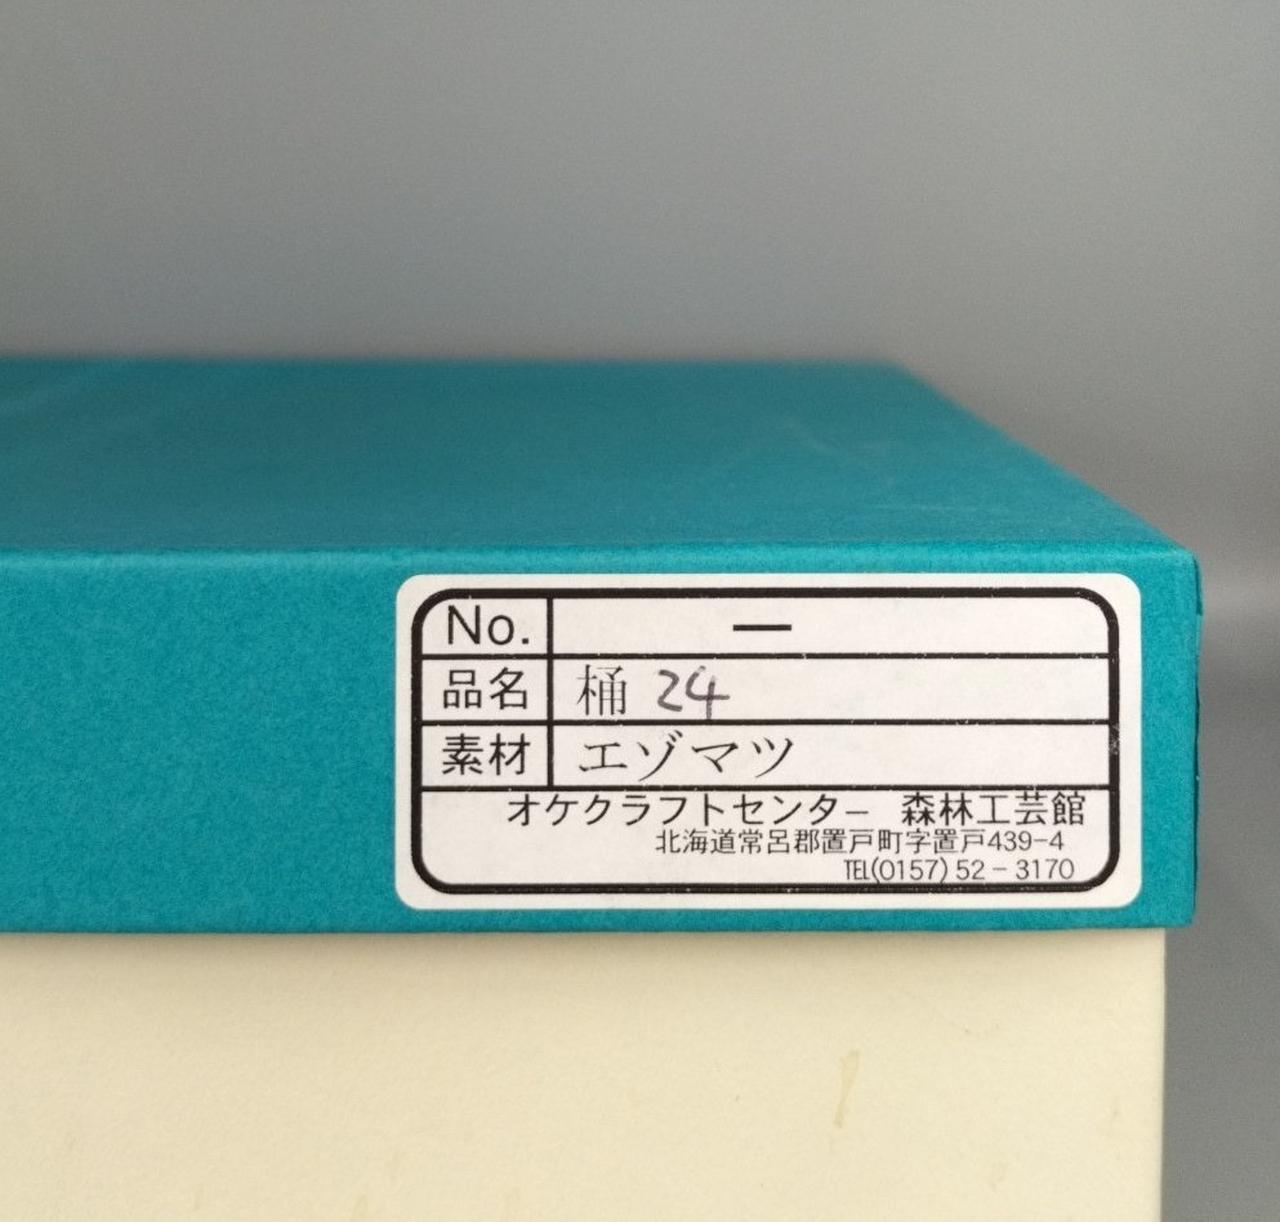 No. ー
品名 桶 24
素材 エゾマツ
オケクラフトセンター 森林工芸館
北海道常呂郡置戸町字置戸439-4
TEL(0157)52-3170